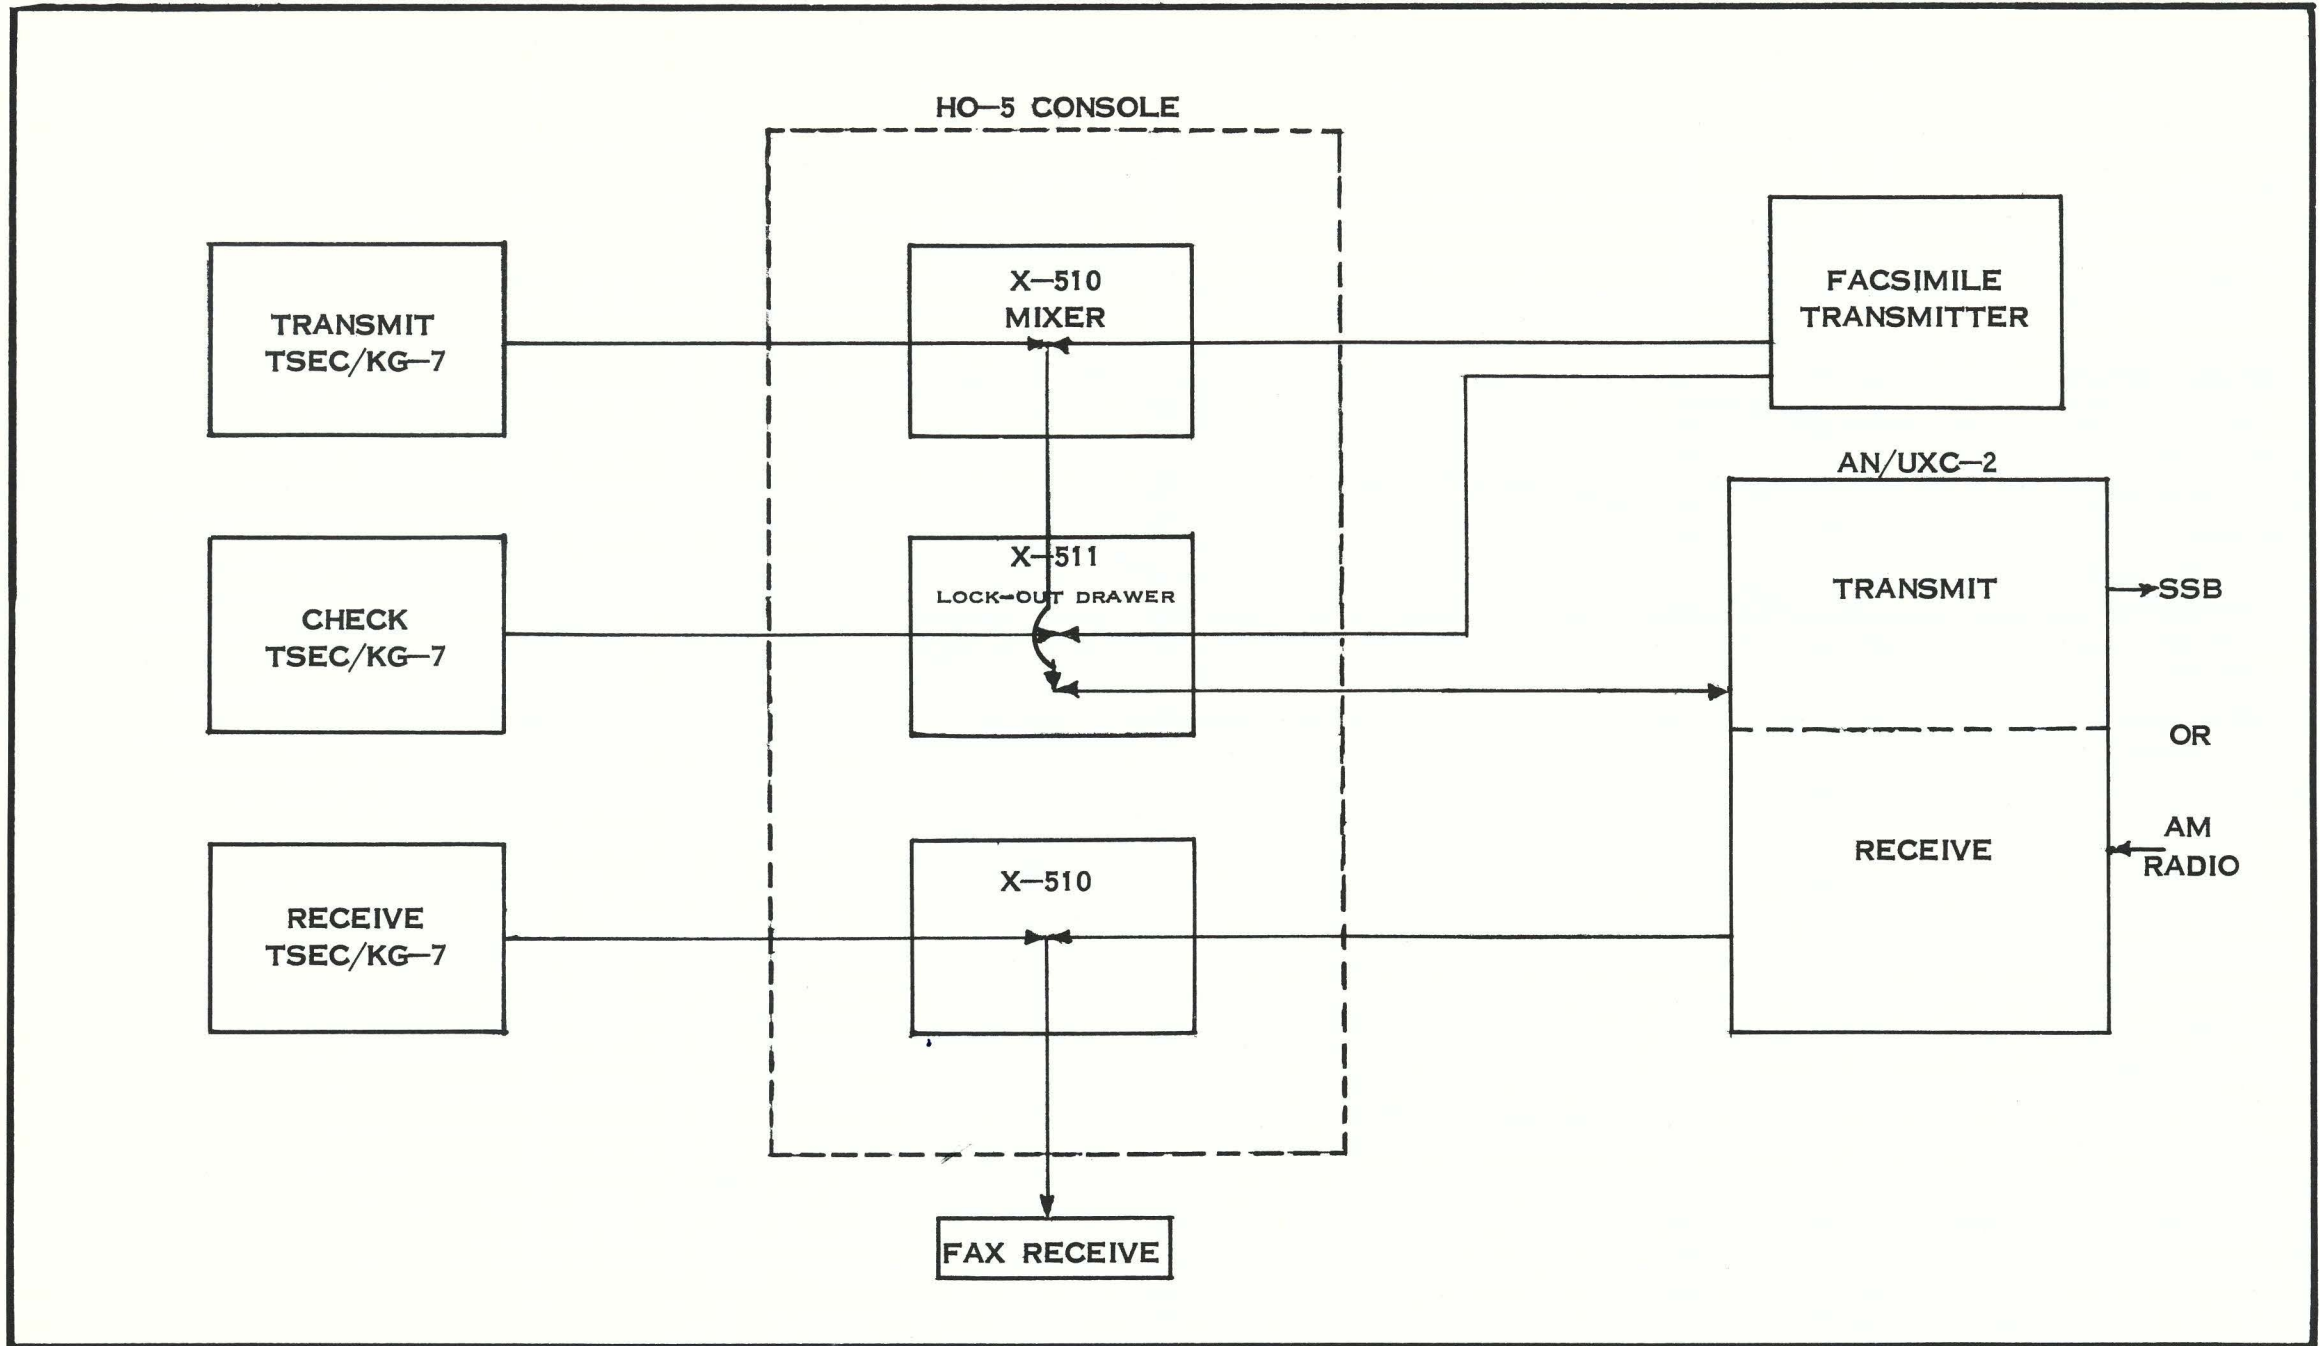 HO-5 CONSOLE
TRANSMIT
TSEC/KG-7
X-510
MIXER
FACSIMILE
TRANSMITTER
CHECK
TSEC/KG-7
X-511
LOCK-OUT DRAWER
AN/UXC-2
TRANSMIT
SSB
OR
RECEIVE
AM
RADIO
RECEIVE
TSEC/KG-7
X-510
FAX RECEIVE